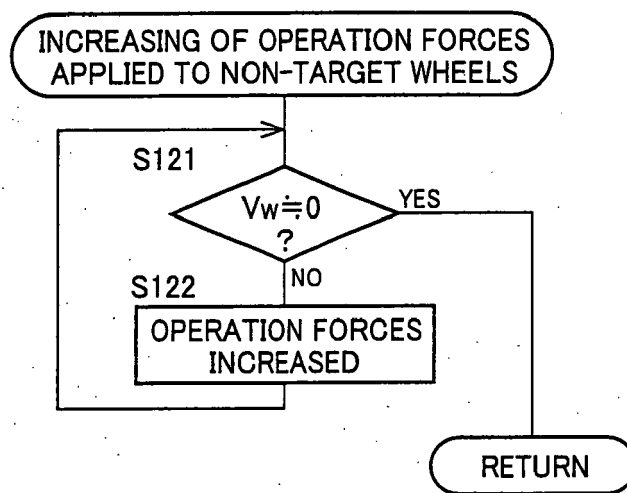 INCREASING OF OPERATION FORCES
APPLIED TO NON-TARGET WHEELS
S121
Vw≒0
?
YES
NO
S122
OPERATION FORCES
INCREASED
RETURN